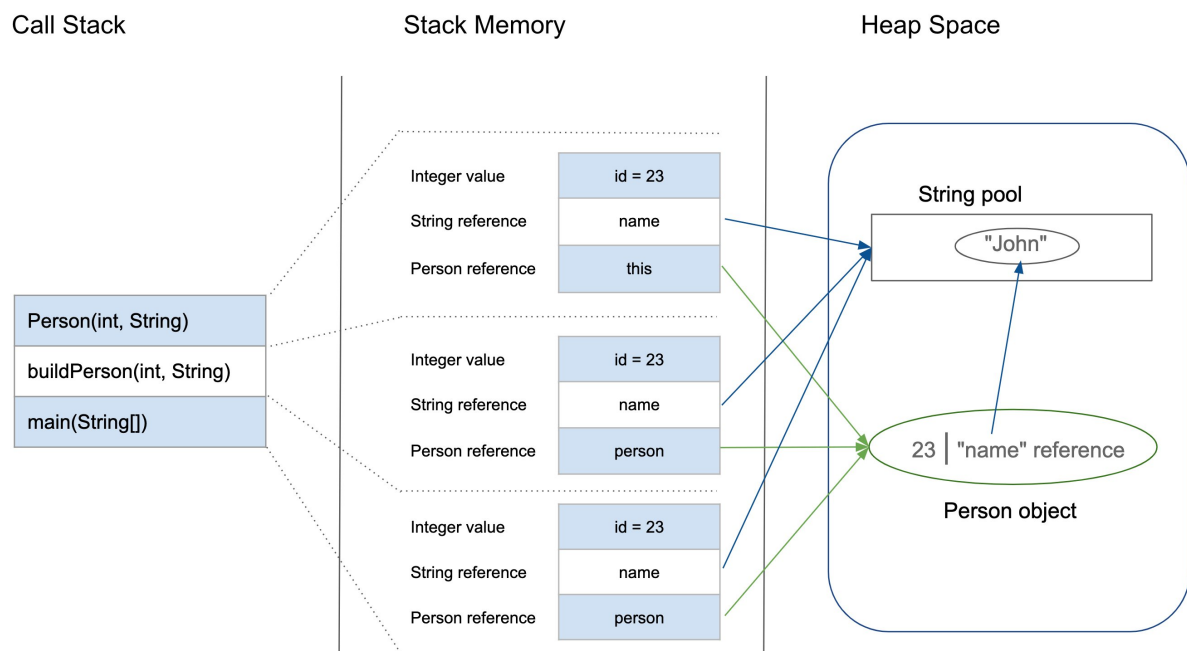 Call Stack
Stack Memory
Heap Space
Person(int, String)
buildPerson(int, String)
main(String[])
Integer value
id = 23
String reference
name
Person reference
this
Integer value
id = 23
String reference
name
Person reference
person
Integer value
id = 23
String reference
name
Person reference
person
String pool
"John"
23 | "name" reference
Person object